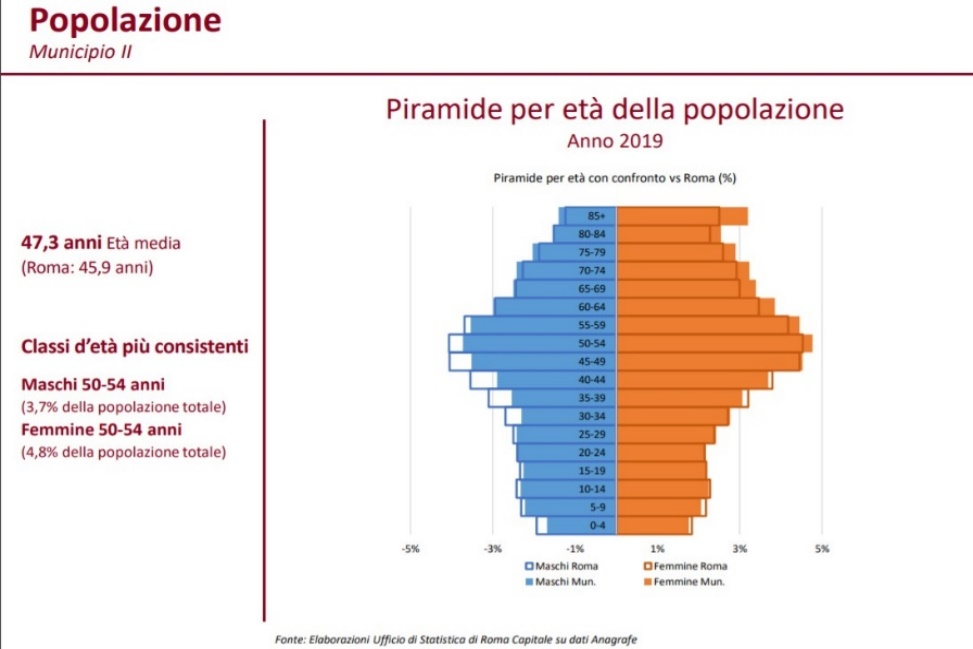 Popolazione
Municipio II
47,3 anni Età media
(Roma: 45,9 anni)
Classi d'età più consistenti
Maschi 50-54 anni
(3,7% della popolazione totale)
Femmine 50-54 anni
(4,8% della popolazione totale)
Piramide per età della popolazione
Anno 2019
Piramide per età con confronto vs Roma (%)
85+
80-84
75-79
70-74
65-69
60-64
55-59
50-54
45-49
40-44
35-39
30-34
25-29
20-24
15-19
10-14
5-9
0-4
-5% -3% -1% 1% 3% 5%
Maschi Roma Femmine Roma
Maschi Mun. Femmine Mun.
Fonte: Elaborazioni Ufficio di Statistica di Roma Capitale su dati Anagrafe